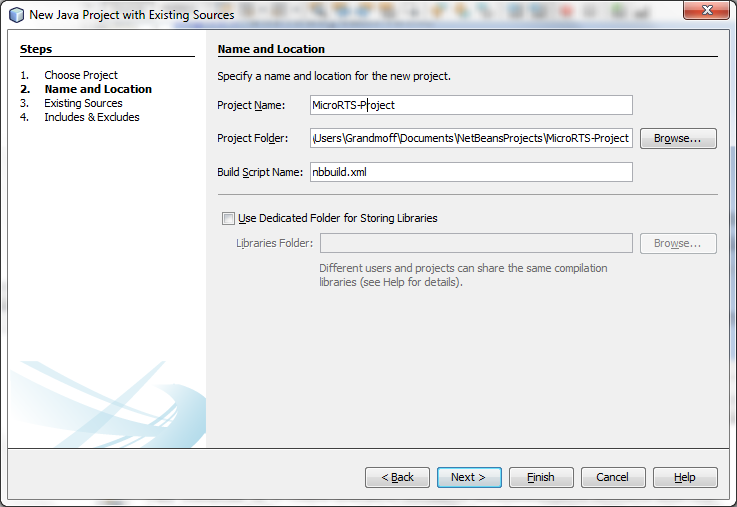 New Java Project with Existing Sources
Steps
1. Choose Project
2. Name and Location
3. Existing Sources
4. Includes & Excludes
Name and Location
Specify a name and location for the new project.
Project Name: MicroRTS-Project
Project Folder: \Users\Grandmoff\Documents\NetBeansProjects\MicroRTS-Project Browse...
Build Script Name: nbbuild.xml
Use Dedicated Folder for Storing Libraries
Libraries Folder: Browse...
Different users and projects can share the same compilation
libraries (see Help for details).
< Back Next > Finish Cancel Help